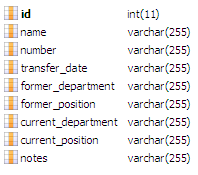 id int(11)
name varchar(255)
number varchar(255)
transfer_date varchar(255)
former_department varchar(255)
former_position varchar(255)
current_department varchar(255)
current_position varchar(255)
notes varchar(255)